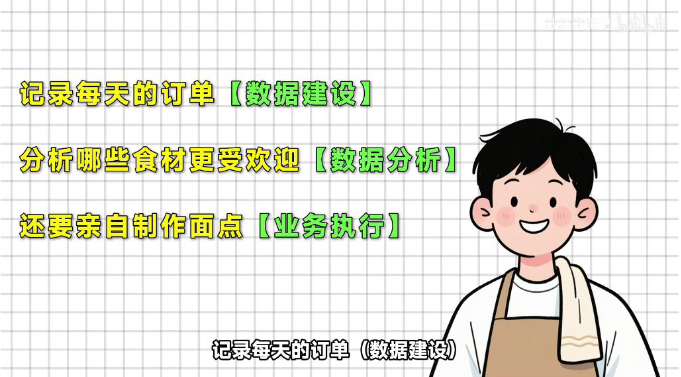 记录每天的订单【数据建设】
分析哪些食材更受欢迎【数据分析】
还要亲自制作面点【业务执行】
记录每天的订单（数据建设）